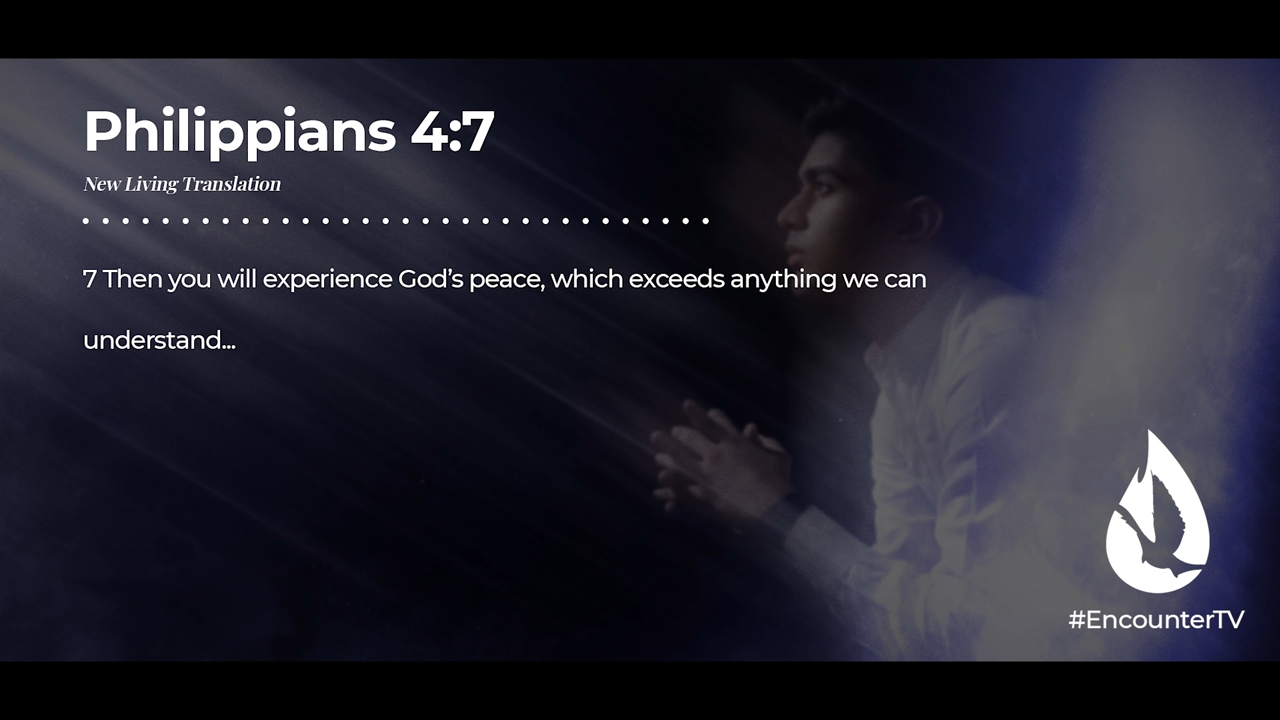 Philippians 4:7
New Living Translation
7 Then you will experience God’s peace, which exceeds anything we can
understand...
#EncounterTV